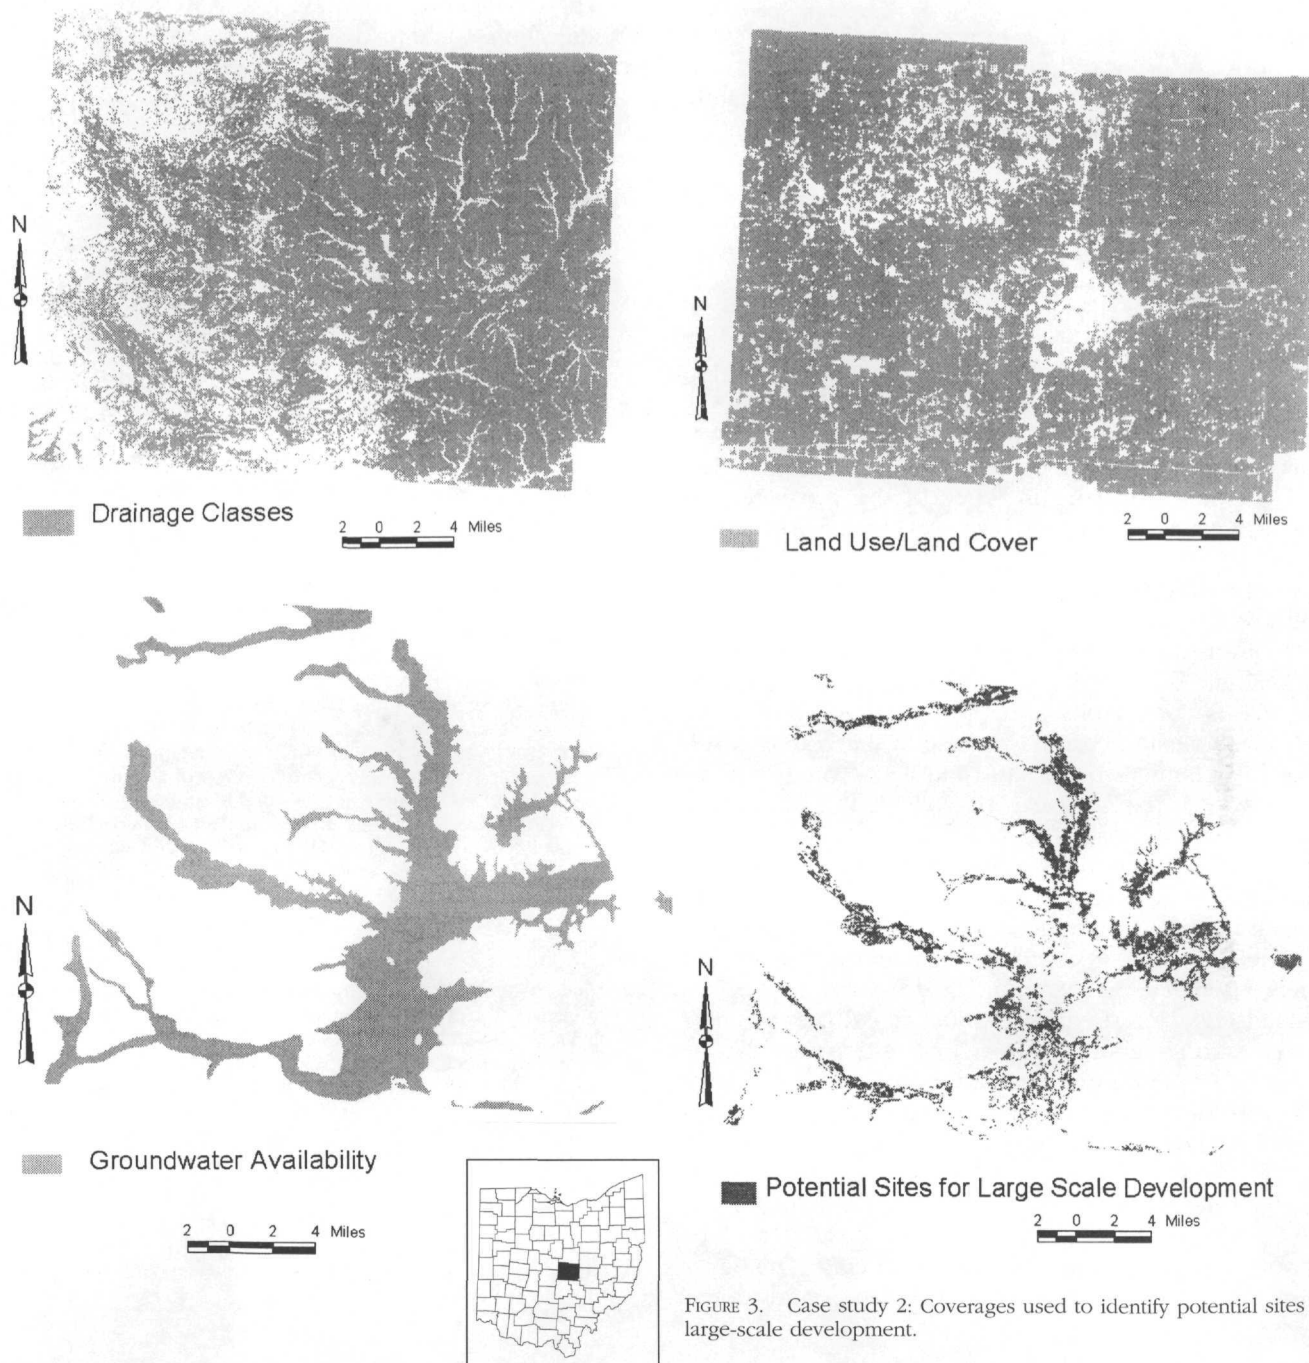 N
Drainage Classes
2 0 2 4 Miles
N
Land Use/Land Cover
2 0 2 4 Miles
N
Groundwater Availability
2 0 2 4 Miles
N
Potential Sites for Large Scale Development
2 0 2 4 Miles
FIGURE 3. Case study 2: Coverages used to identify potential sites
large-scale development.